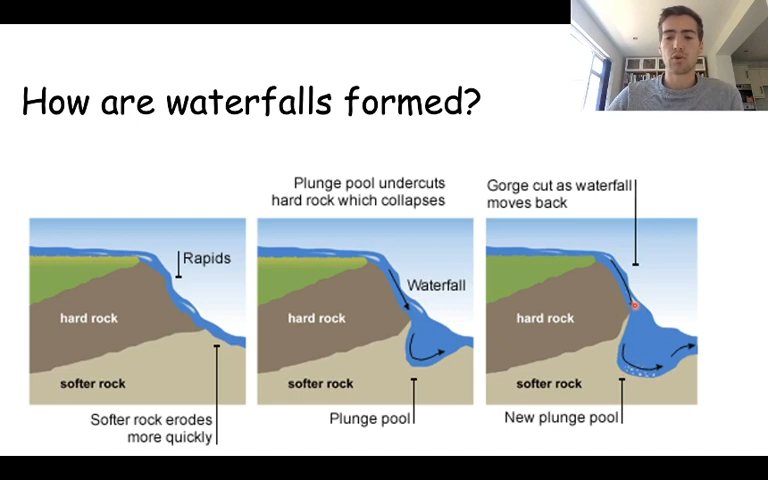 How are waterfalls formed?
Rapids
hard rock
softer rock
Softer rock erodes
more quickly
Plunge pool undercuts
hard rock which collapses
Waterfall
hard rock
softer rock
Plunge pool
Gorge cut as waterfall
moves back
hard rock
softer rock
New plunge pool